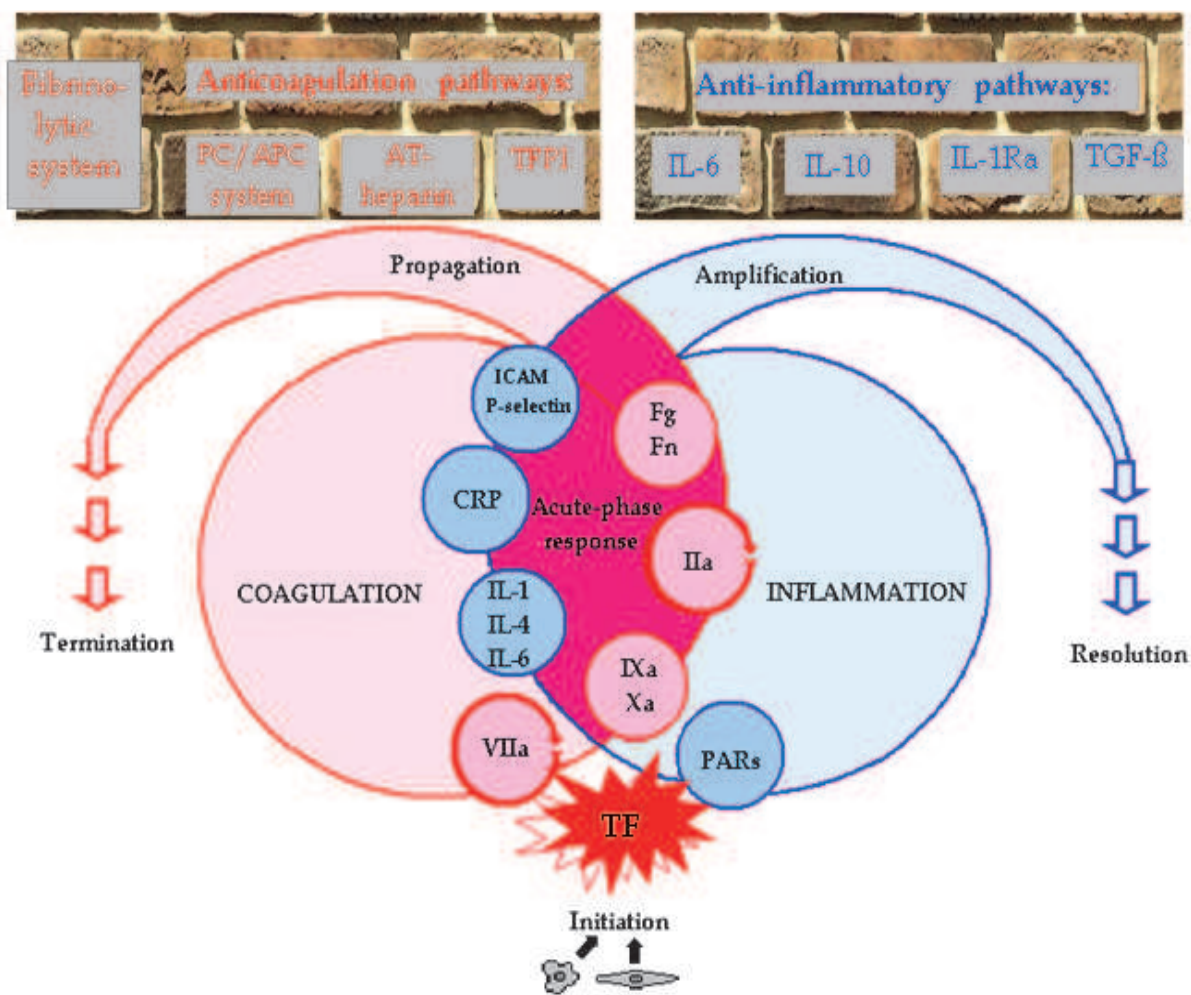 Fibrino-
lytic
system
Anticoagulation pathways:
PC/APC
system
AT-
heparin
TFPI
Anti-inflammatory pathways:
IL-6
IL-10
IL-1Ra
TGF-ß
Propagation
Amplification
ICAM
P-selectin
Fg
Fn
CRP
Acute-phase
response
IIa
COAGULATION
INFLAMMATION
IL-1
IL-4
IL-6
Termination
Resolution
IXa
Xa
VIIa
PARs
TF
Initiation